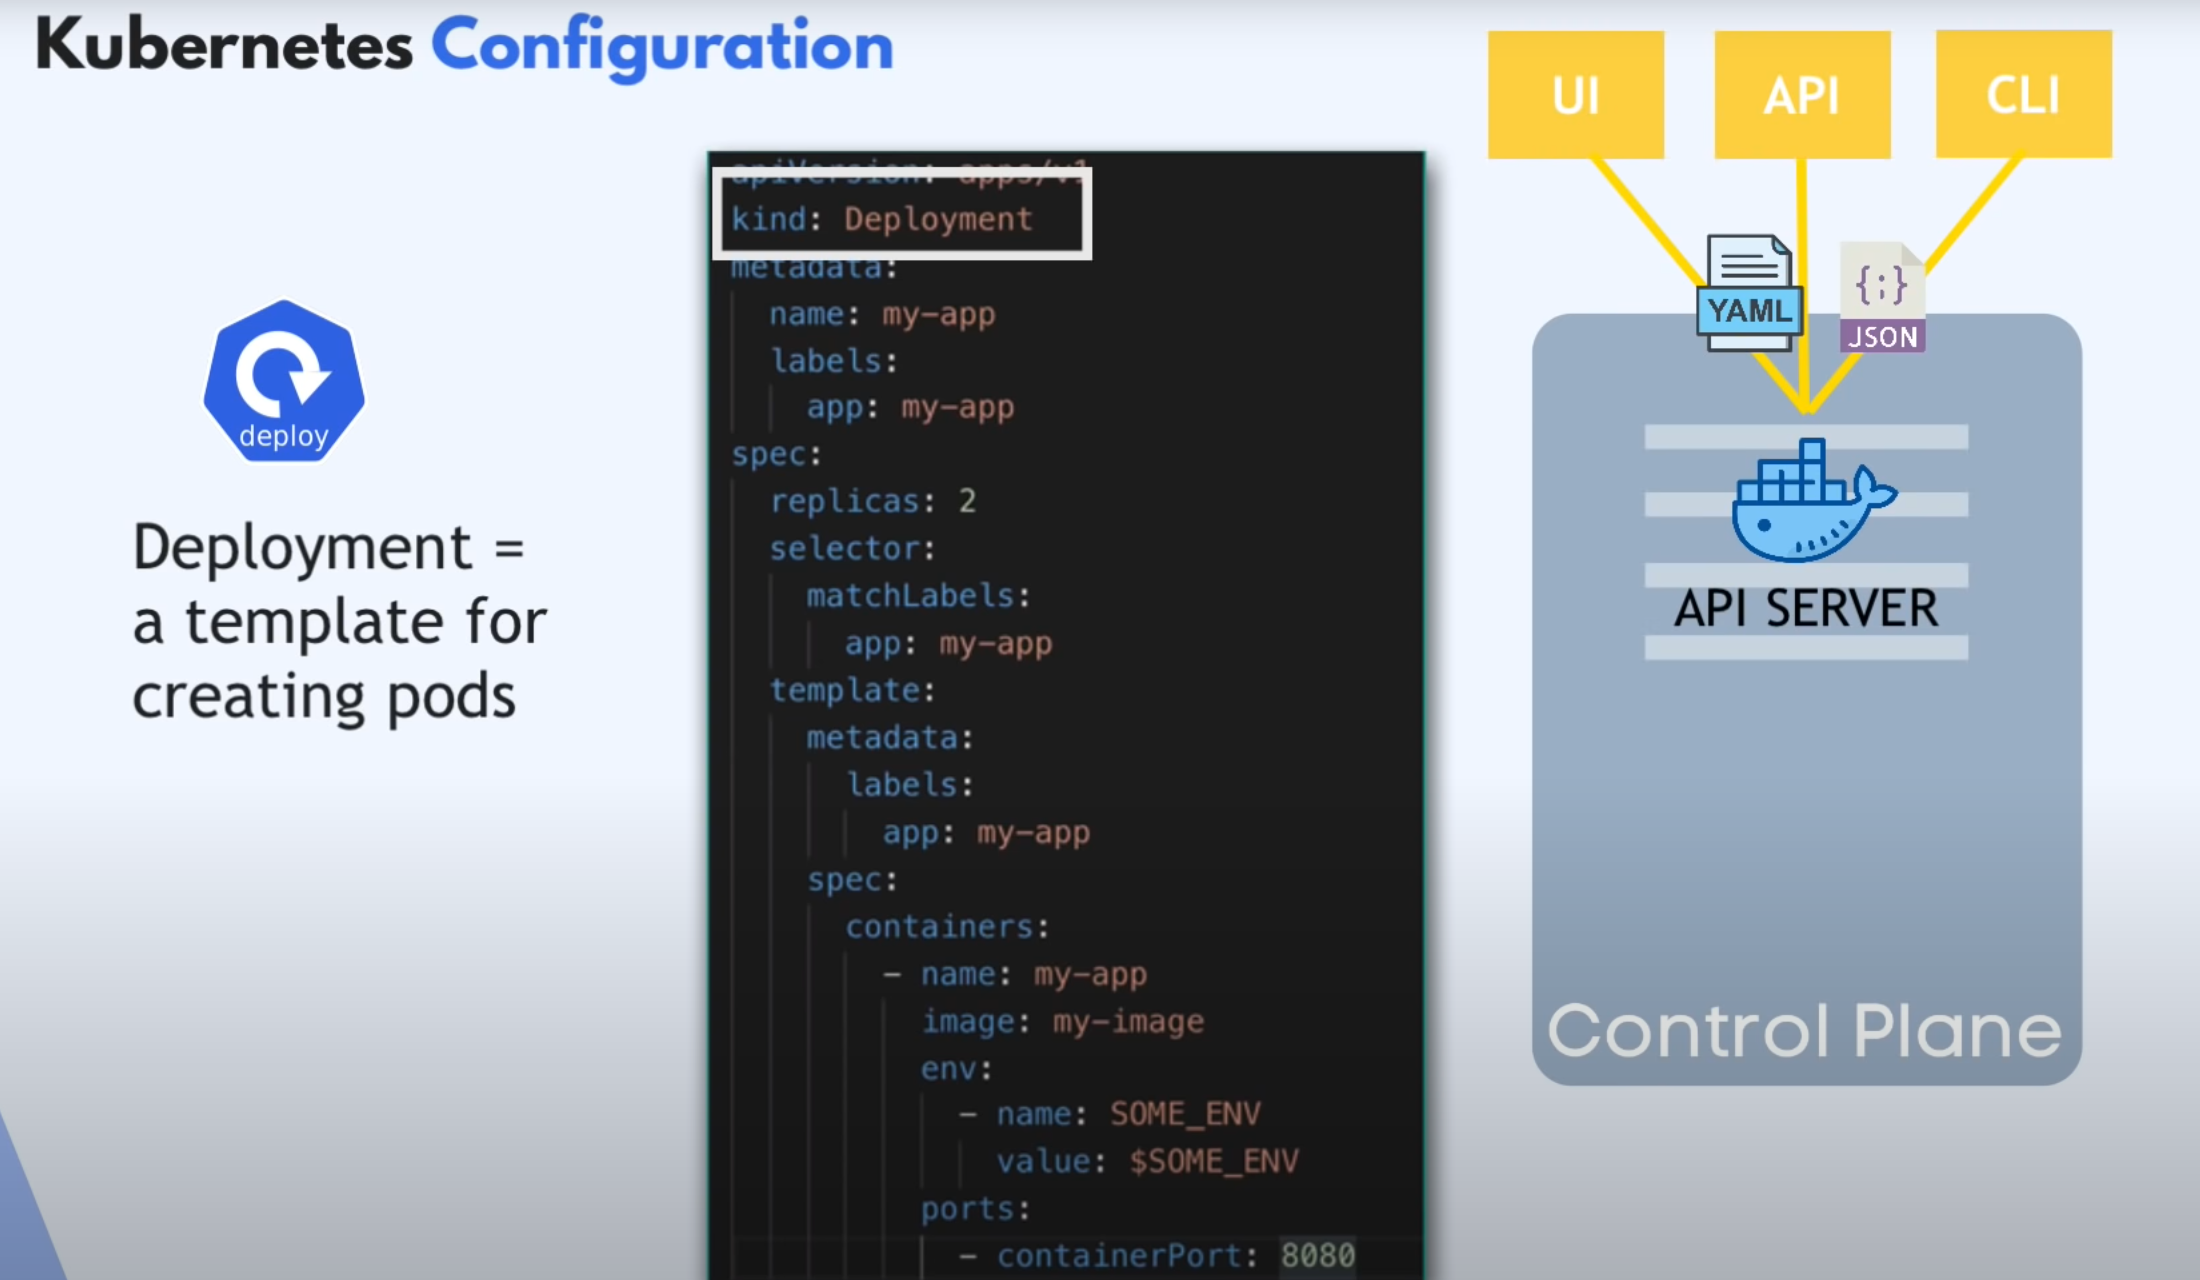 Kubernetes Configuration
UI
API
CLI
apiVersion: apps/v1
kind: Deployment
metadata:
name: my-app
labels:
app: my-app
spec:
replicas: 2
selector:
matchLabels:
app: my-app
template:
metadata:
labels:
app: my-app
spec:
containers:
- name: my-app
image: my-image
env:
- name: SOME_ENV
value: $SOME_ENV
ports:
- containerPort: 8080
deploy
Deployment =
a template for
creating pods
YAML
{;}
JSON
API SERVER
Control Plane